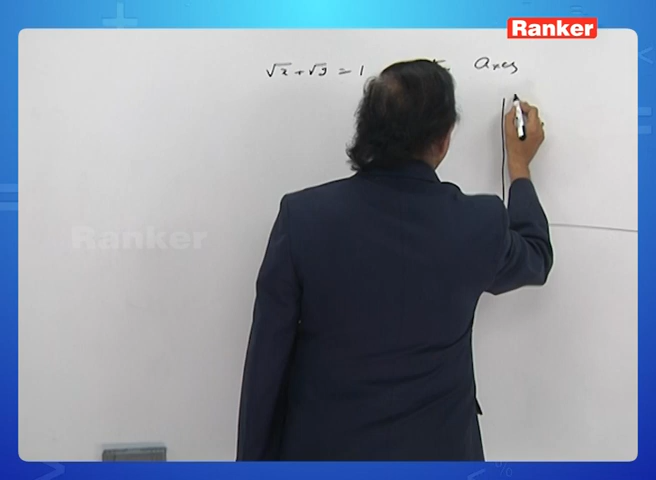 Ranker
√x + √y = 1 Axes
Ranker